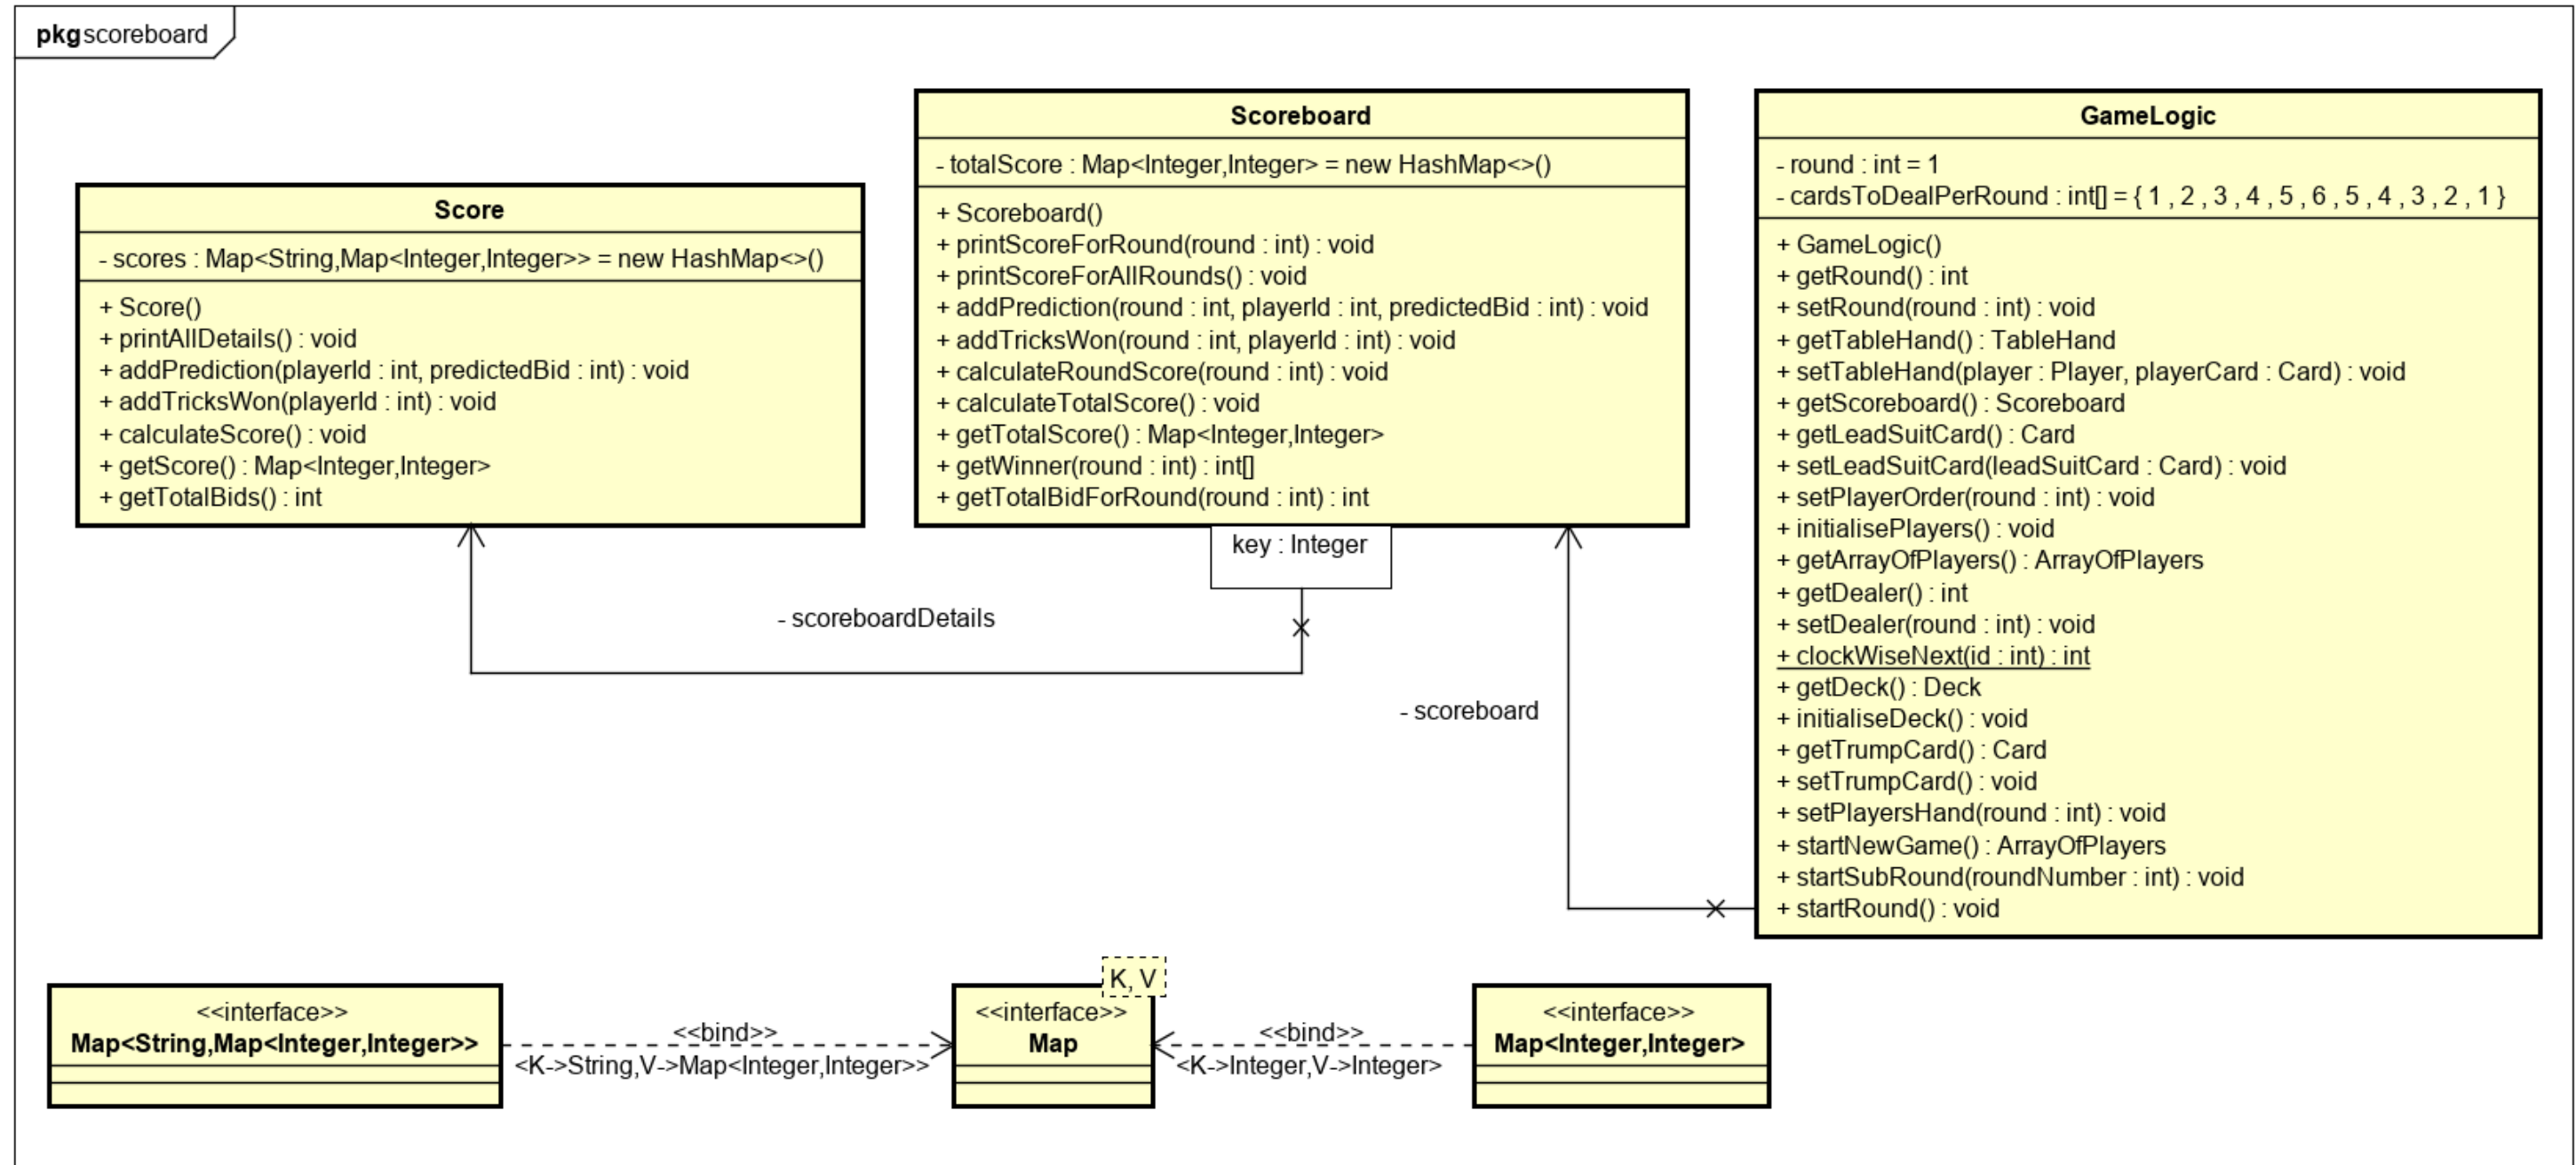 pkg scoreboard
Score
- scores : Map<String,Map<Integer,Integer>> = new HashMap<>()
+ Score()
+ printAllDetails() : void
+ addPrediction(playerId : int, predictedBid : int) : void
+ addTricksWon(playerId : int) : void
+ calculateScore() : void
+ getScore() : Map<Integer,Integer>
+ getTotalBids() : int
Scoreboard
- totalScore : Map<Integer,Integer> = new HashMap<>()
+ Scoreboard()
+ printScoreForRound(round : int) : void
+ printScoreForAllRounds() : void
+ addPrediction(round : int, playerId : int, predictedBid : int) : void
+ addTricksWon(round : int, playerId : int) : void
+ calculateRoundScore(round : int) : void
+ calculateTotalScore() : void
+ getTotalScore() : Map<Integer,Integer>
+ getWinner(round : int) : int[]
+ getTotalBidForRound(round : int) : int
key : Integer
GameLogic
- round : int = 1
- cardsToDealPerRound : int[] = { 1 , 2 , 3 , 4 , 5 , 6 , 5 , 4 , 3 , 2 , 1 }
+ GameLogic()
+ getRound() : int
+ setRound(round : int) : void
+ getTableHand() : TableHand
+ setTableHand(player : Player, playerCard : Card) : void
+ getScoreboard() : Scoreboard
+ getLeadSuitCard() : Card
+ setLeadSuitCard(leadSuitCard : Card) : void
+ setPlayerOrder(round : int) : void
+ initialisePlayers() : void
+ getArrayOfPlayers() : ArrayOfPlayers
+ getDealer() : int
+ setDealer(round : int) : void
+ clockWiseNext(id : int) : int
+ getDeck() : Deck
+ initialiseDeck() : void
+ getTrumpCard() : Card
+ setTrumpCard() : void
+ setPlayersHand(round : int) : void
+ startNewGame() : ArrayOfPlayers
+ startSubRound(roundNumber : int) : void
+ startRound() : void
- scoreboardDetails
- scoreboard
<<interface>>
Map<String,Map<Integer,Integer>>
<<bind>>
<K->String,V->Map<Integer,Integer>>
K, V
<<interface>>
Map
<<bind>>
<K->Integer,V->Integer>
<<interface>>
Map<Integer,Integer>